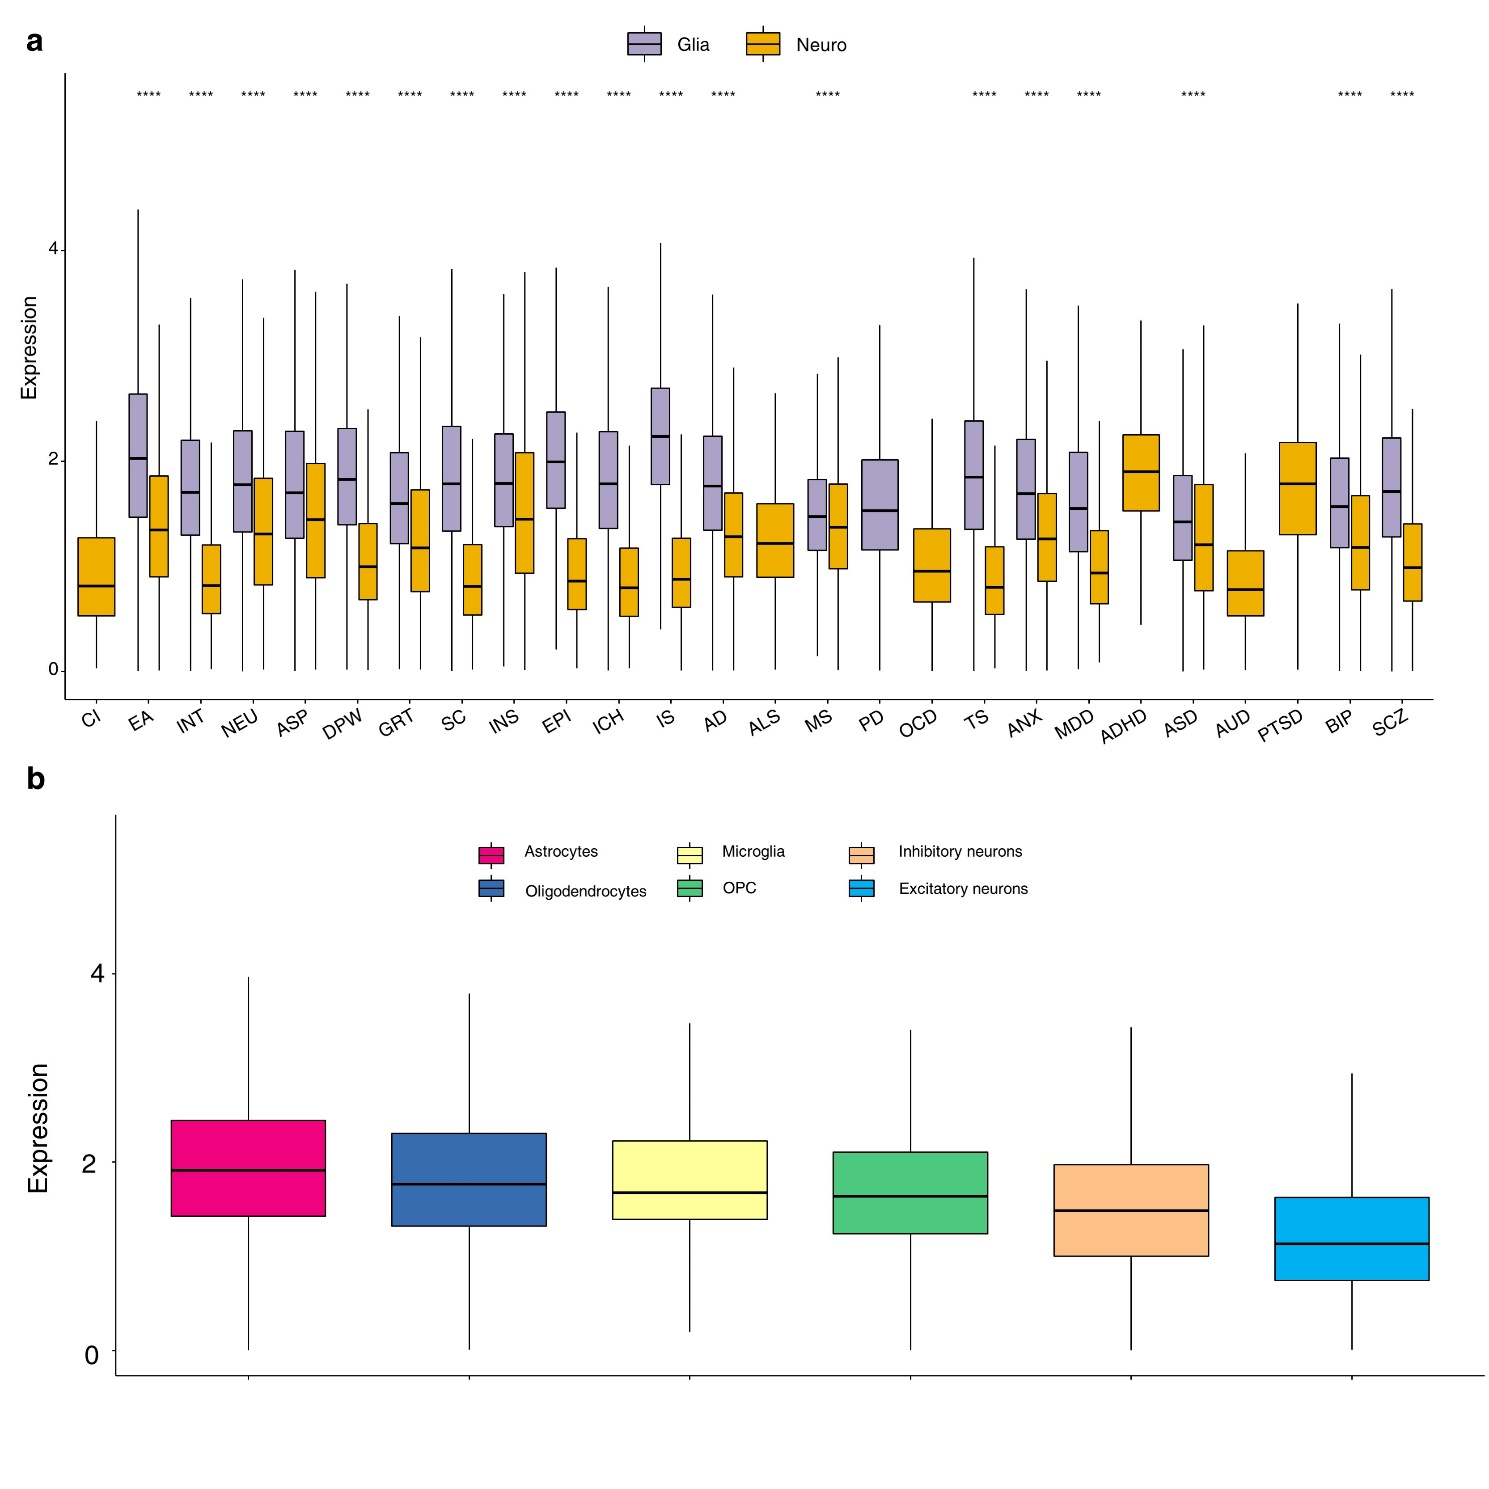 a
Glia Neuro
**** **** **** **** **** **** **** **** **** **** **** **** **** **** **** **** **** **** ****
4
2
0
Expression
CI EA INT NEU ASP DPW GRT SC INS EPI ICH IS AD ALS MS PD OCD TS ANX MDD ADHD ASD AUD PTSD BIP SCZ
b
Astrocytes Microglia Inhibitory neurons
Oligodendrocytes OPC Excitatory neurons
4
2
0
Expression